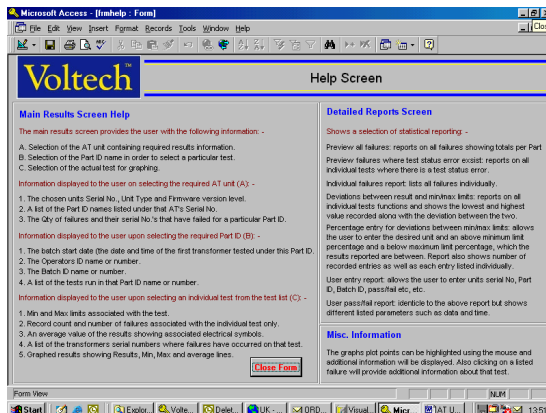 Microsoft Access - [frmhelp : Form]
File Edit View Insert Format Records Tools Window Help
Clos
Voltech
Help Screen
Main Results Screen Help
The main results screen provides the user with the following information: -
A. Selection of the AT unit containing required results information.
B. Selection of the Part ID name in order to select a particular test.
C. Selection of the actual test for graphing.
Information displayed to the user on selecting the required AT unit (A): -
1. The chosen units Serial No., Unit Type and Firmware version level.
2. A list of the Part ID names listed under that AT's Serial No.
3. The Qty of failures and their serial No.'s that have failed for a particular Part ID.
Information displayed to the user upon selecting the required Part ID (B): -
1. The batch start date (the date and time of the first transformer tested under this Part ID.
2. The Operators ID name or number.
3. The Batch ID name or number.
4. A list of the tests run in that Part ID name or number.
Information displayed to the user upon selecting an individual test from the test list (C): -
1. Min and Max limits associated with the test.
2. Record count and number of failures associated with the individual test only.
3. An average value of the results showing associated electrical symbols.
4. A list of the transformers serial numbers where failures have occurred on that test.
5. Graphed results showing Results, Min, Max and average lines.
Close Form
Detailed Reports Screen
Shows a selection of statistical reporting: -
Preview all failures: reports on all failures showing totals per Part
Preview failures where test status error exsist: reports on all
individual tests where there is a test status error.
Individual failures report: lists all failures individually.
Deviations between result and min/max limits: reports on all
individual tests functions and shows the lowest and highest
value recorded along with the deviation between the two.
Percentage entry for deviations between min/max limits: allows
the user to enter the desired unit and an above minimum limit
percentage and a below maximum limit percentage, which the
results reported are between. Report also shows number of
recorded entries as well as each entry listed individually.
User entry report: allows the user to enter units serial No, Part
ID, Batch ID, pass/fail etc, etc.
User pass/fail report: identicle to the above report but shows
different listed parameters such as data and time.
Misc. Information
The graphs plot points can be highlighted using the mouse and
additional information will be displayed. Also clicking on a listed
failure will provide additional information about that test.
Form View
NUM
Start Explor... Volte... Delet... UK - ... ORD... Visual... Micr... AT U... 13:51